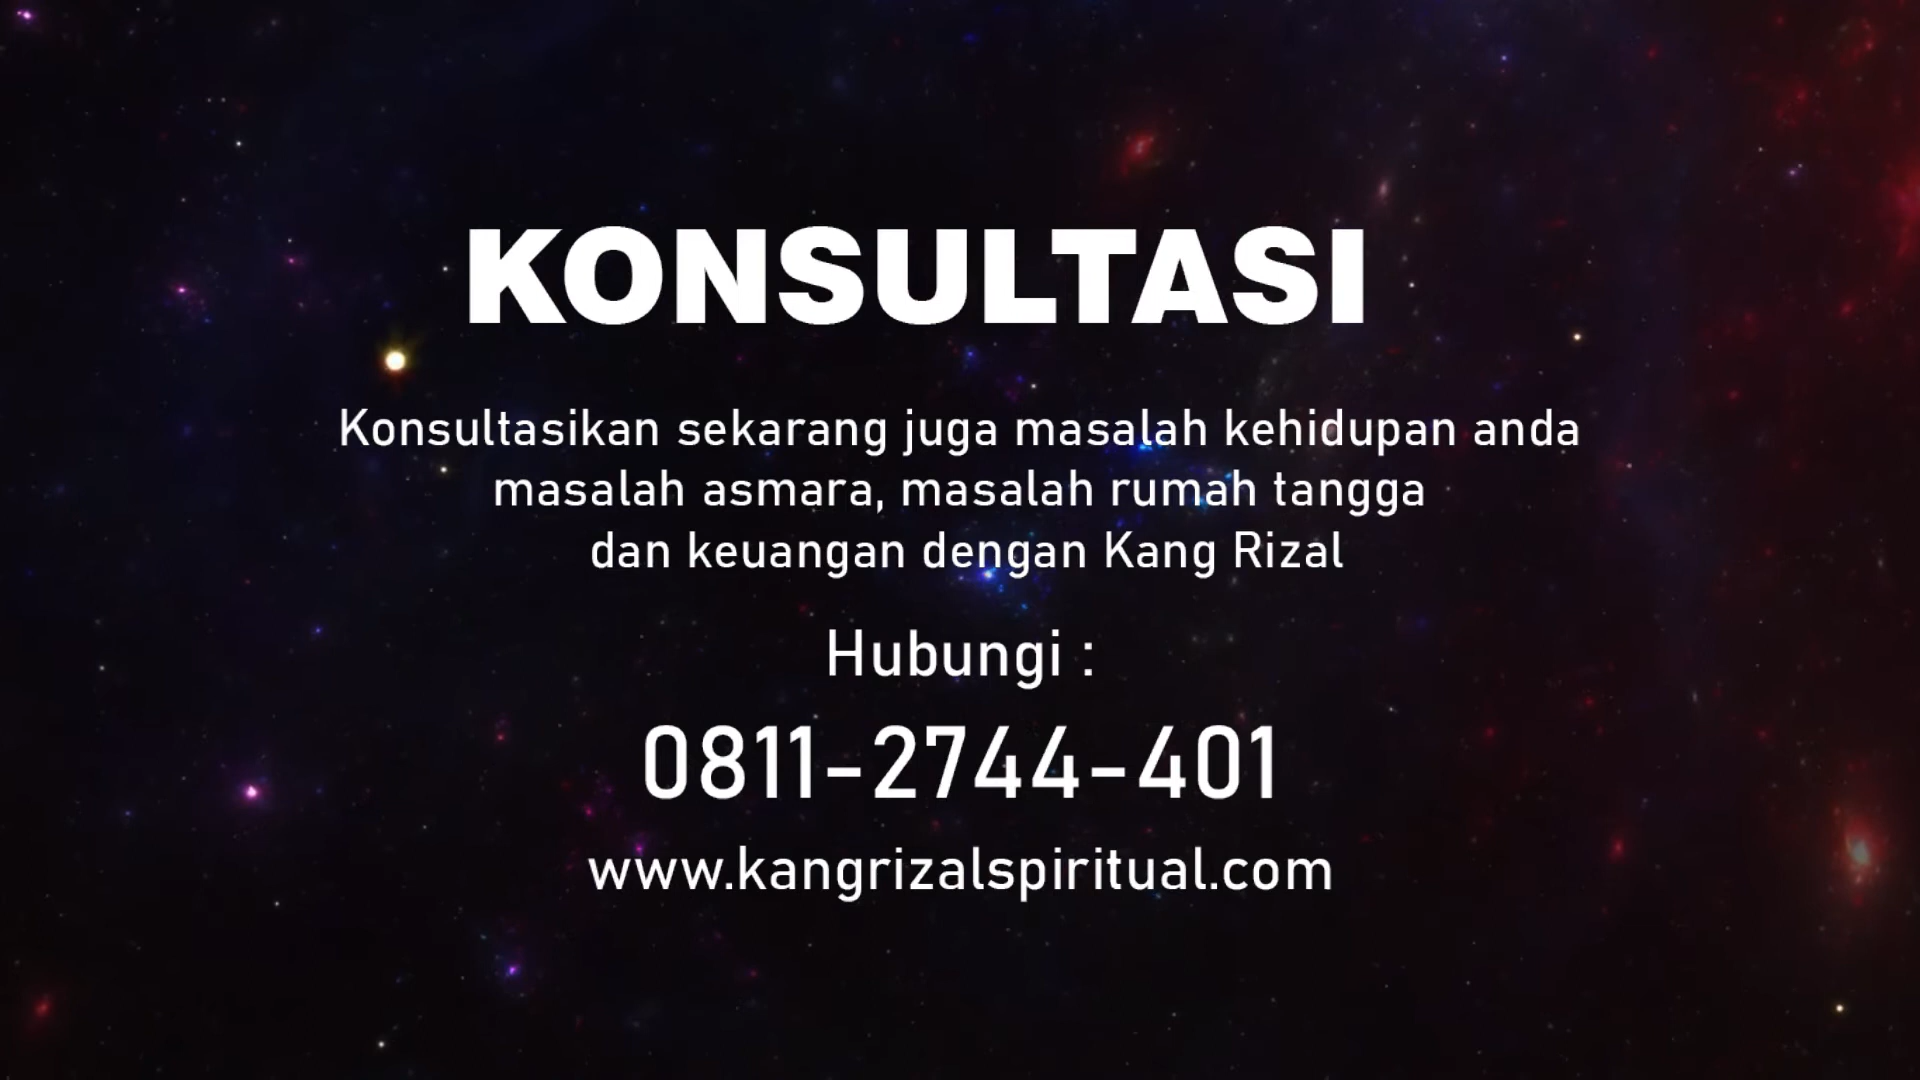 KONSULTASI
Konsultasikan sekarang juga masalah kehidupan anda
masalah asmara, masalah rumah tangga
dan keuangan dengan Kang Rizal
Hubungi :
0811-2744-401
www.kangrizalspiritual.com